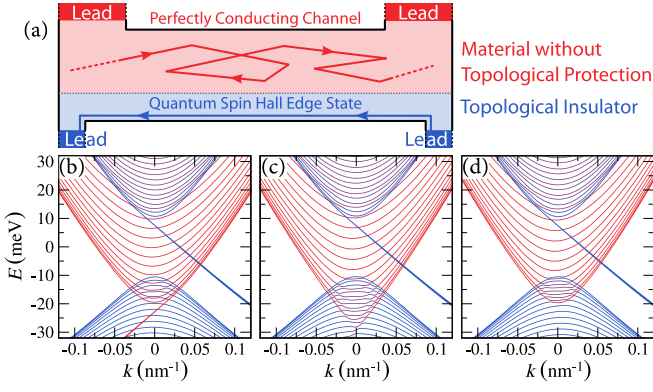 Lead Perfectly Conducting Channel Lead
(a)
Material without
Topological Protection
Quantum Spin Hall Edge State
Topological Insulator
Lead Lead
(b) (c) (d)
30
20
10
0
-10
-20
-30
E (meV)
-0.1 -0.05 0 0.05 0.1 -0.1 -0.05 0 0.05 0.1 -0.1 -0.05 0 0.05 0.1
k (nm⁻¹) k (nm⁻¹) k (nm⁻¹)